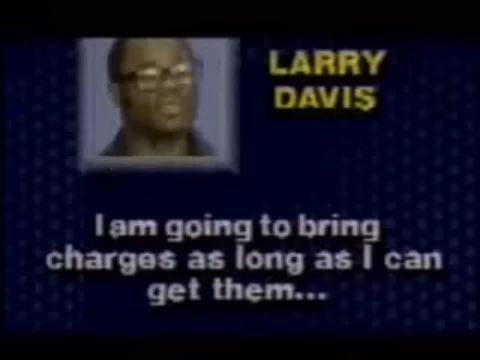 LARRY
DAVIS
I am going to bring
charges as long as I can
get them...